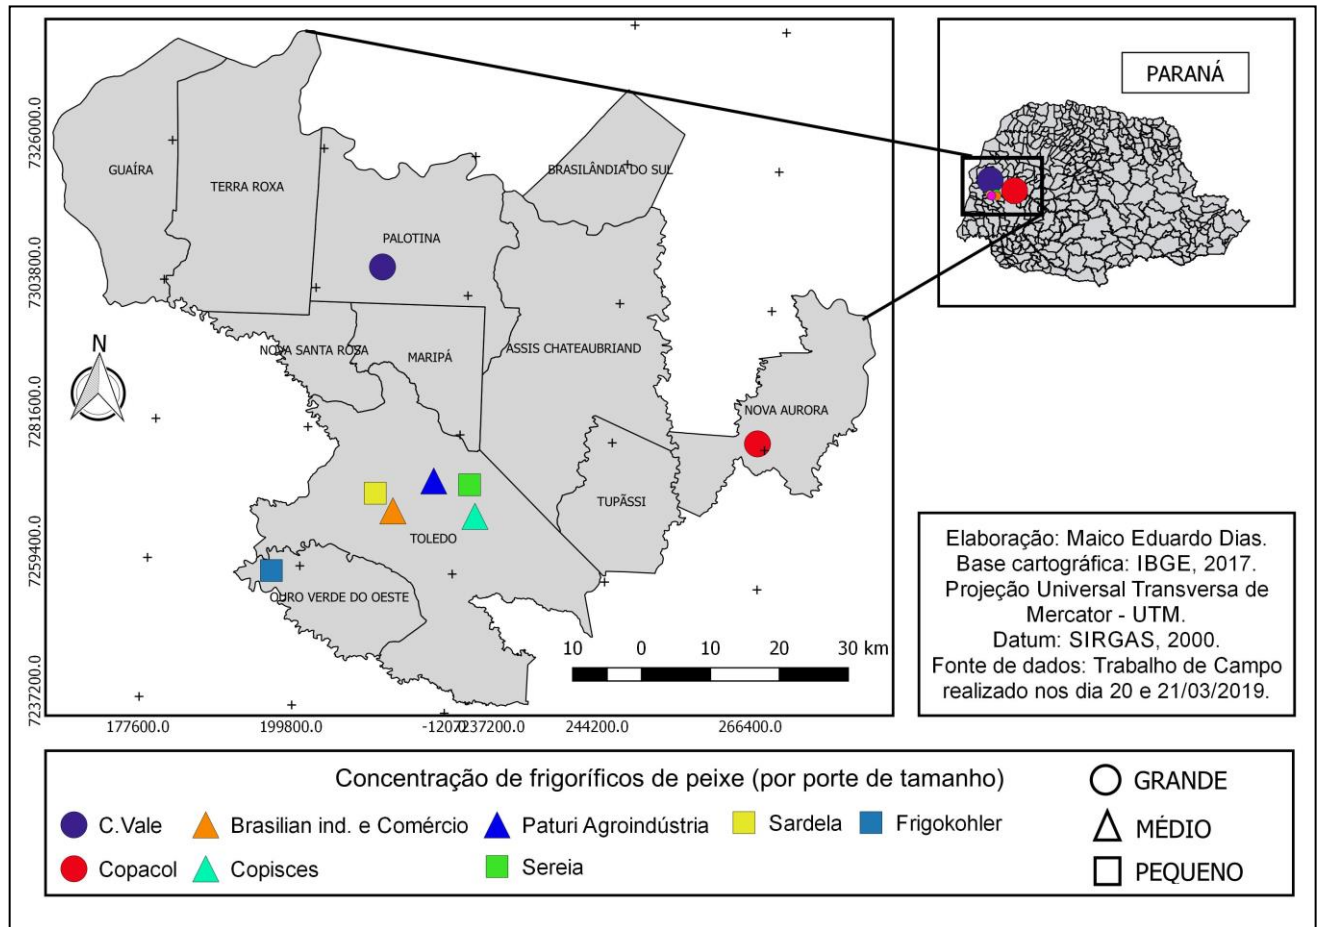 PARANÁ
7326000.0
7303800.0
7281600.0
7259400.0
7237200.0
GUAÍRA
TERRA ROXA
BRASILÂNDIA DO SUL
PALOTINA
NOVA SANTA ROSA
MARIPÁ
ASSIS CHATEAUBRIAND
N
NOVA AURORA
TUPÃSSI
TOLEDO
OURO VERDE DO OESTE
10 0 10 20 30 km
177600.0 199800.0 237200.0 244200.0 266400.0
Elaboração: Maico Eduardo Dias.
Base cartográfica: IBGE, 2017.
Projeção Universal Transversa de
Mercator - UTM.
Datum: SIRGAS, 2000.
Fonte de dados: Trabalho de Campo
realizado nos dia 20 e 21/03/2019.
Concentração de frigoríficos de peixe (por porte de tamanho)
C.Vale Brasilian ind. e Comércio Paturi Agroindústria Sardela Frigokohler
Copacol Copisces Sereia
GRANDE
MÉDIO
PEQUENO